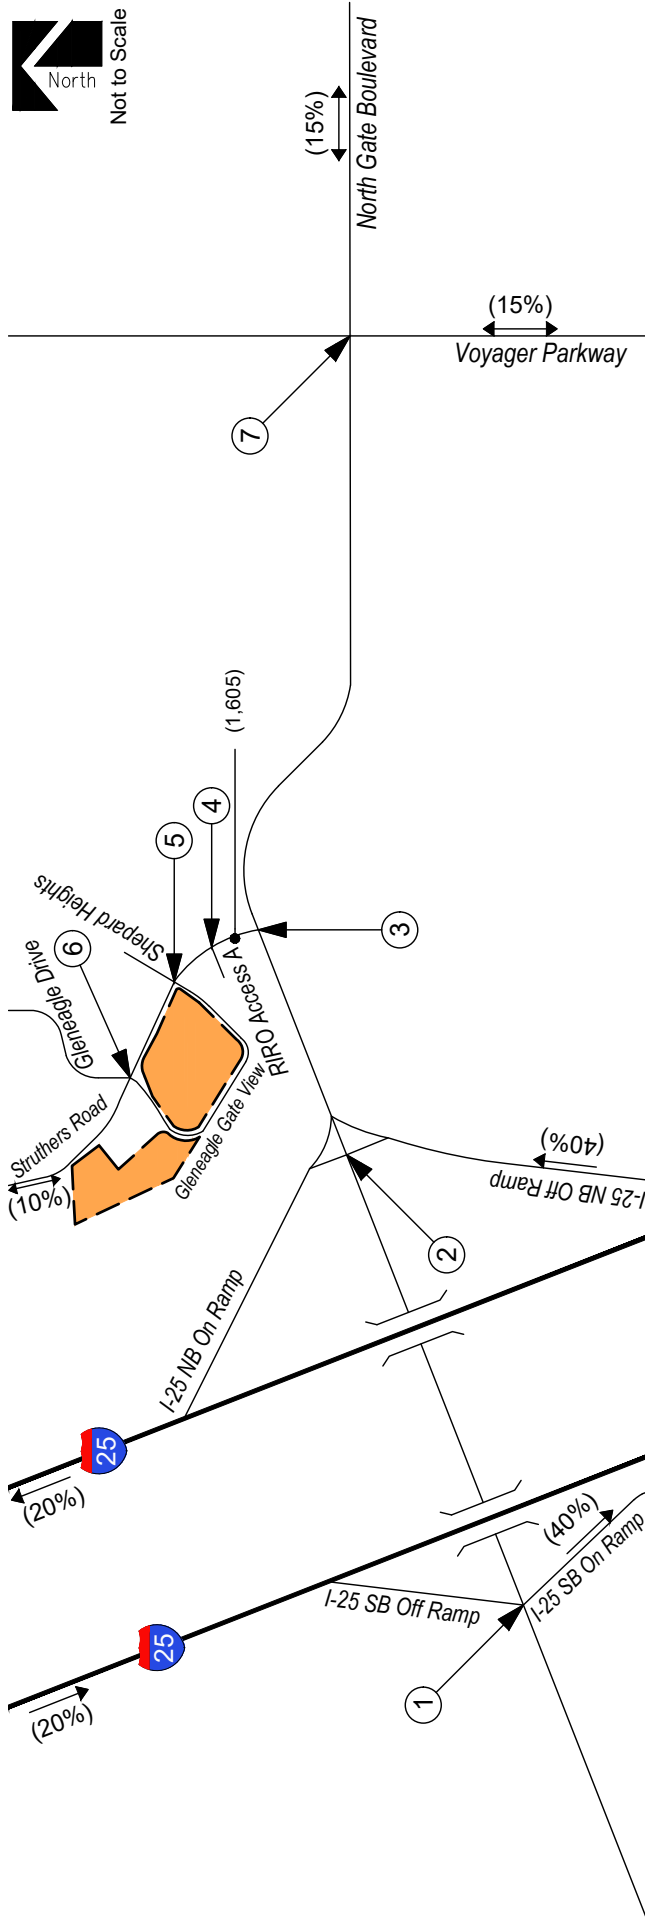 North
Not to Scale
(15%)
North Gate Boulevard
(15%)
Voyager Parkway
7
(1,605)
4
5
Shepard Heights
6
3
Gleneagle Drive
RIRO Access A
Struthers Road
Gleneagle Gate View
(10%)
(40%)
I-25 NB Off Ramp
2
I-25 NB On Ramp
25
(20%)
(40%)
I-25 SB On Ramp
I-25 SB Off Ramp
25
(20%)
1